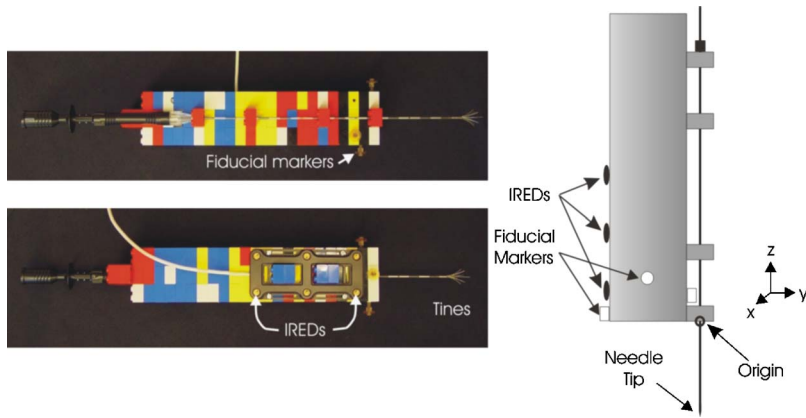 Fiducial markers
IREDs
Tines
IREDs
Fiducial
Markers
z
y
x
Needle
Tip
Origin